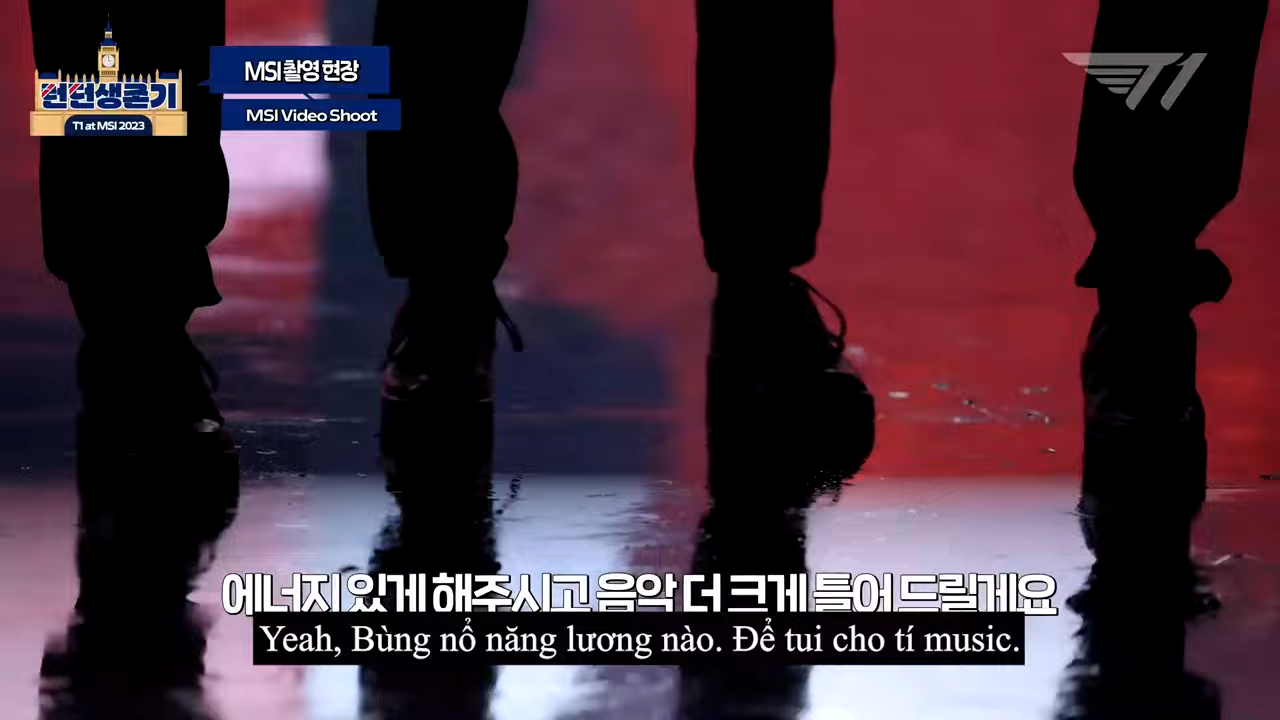 런던생존기
T1 at MSI 2023
MSI 촬영 현장
MSI Video Shoot
T1
에너지 있게 해주시고 음악 더 크게 틀어 드릴게요
Yeah, Bùng nổ năng lương nào. Để tui cho tí music.